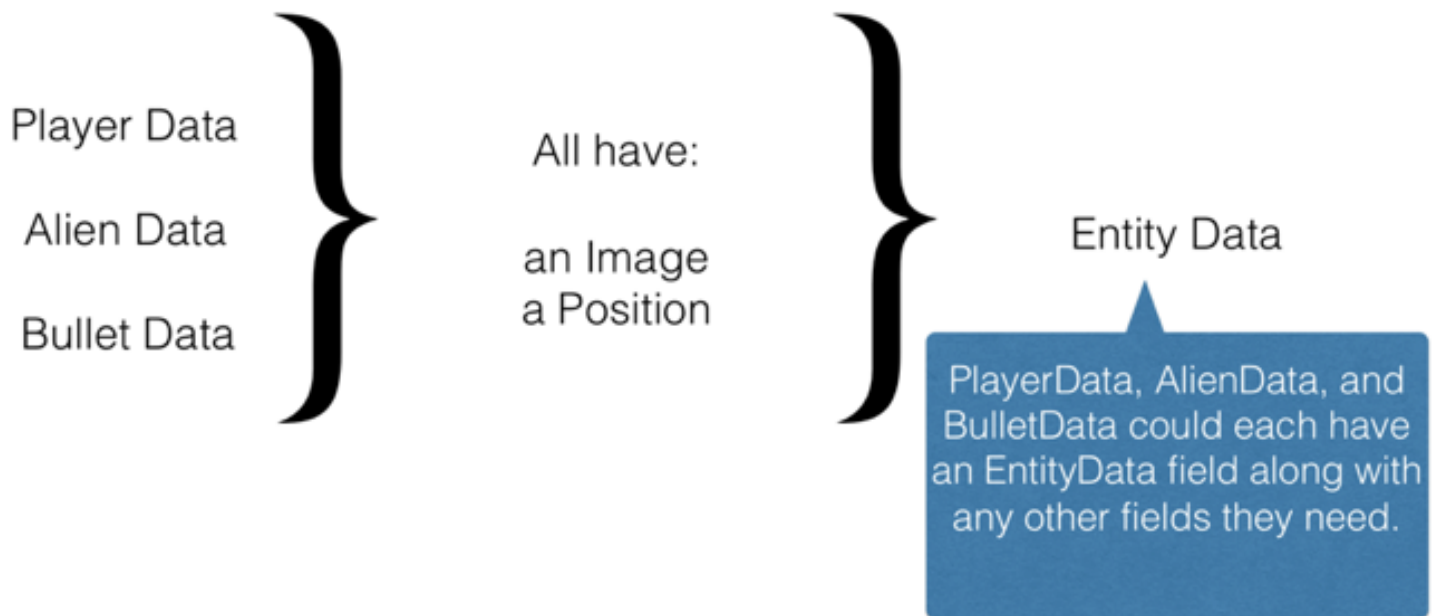 Player Data
Alien Data
Bullet Data
All have:
an Image
a Position
Entity Data
PlayerData, AlienData, and
BulletData could each have
an EntityData field along with
any other fields they need.